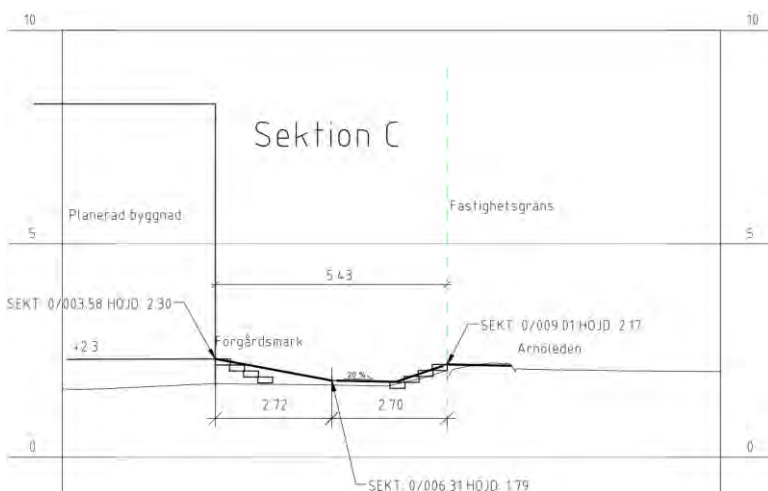 10
10
Sektion C
Planerad byggnad
Fastighetsgräns
5
5
5.43
SEKT. 0/003.58 HÖJD: 2.30
SEKT: 0/009.01 HÖJD: 2.17
+2.3
Förgårdsmark
Arnöleden
20 ‰
2.72
2.70
0
0
SEKT: 0/006.31 HÖJD: 1.79